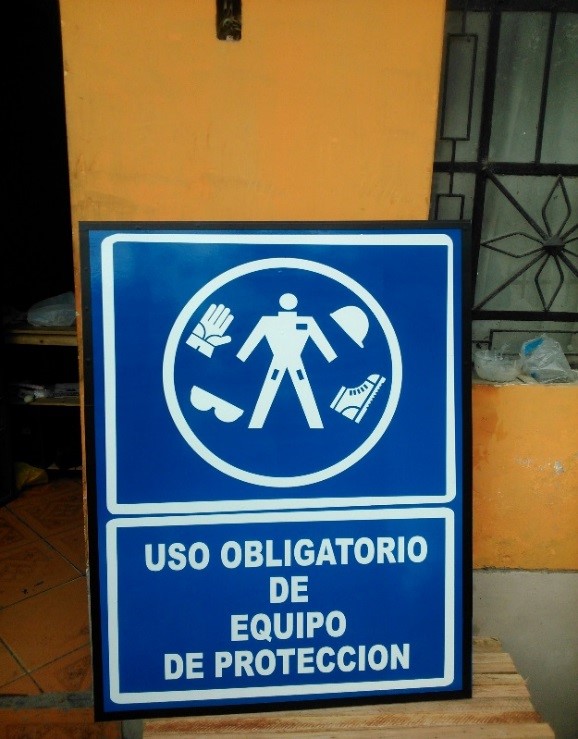 USO OBLIGATORIO
DE
EQUIPO
DE PROTECCION